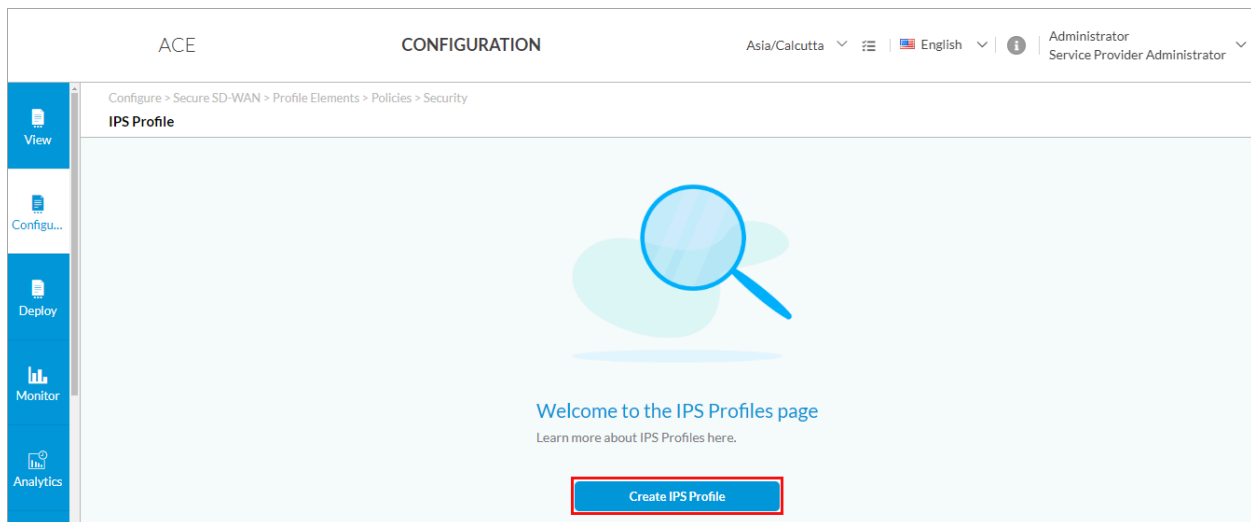 ACE
CONFIGURATION
Asia/Calcutta
English
Administrator
Service Provider Administrator
Configure > Secure SD-WAN > Profile Elements > Policies > Security
IPS Profile
View
Configu...
Deploy
Monitor
Analytics
Welcome to the IPS Profiles page
Learn more about IPS Profiles here.
Create IPS Profile